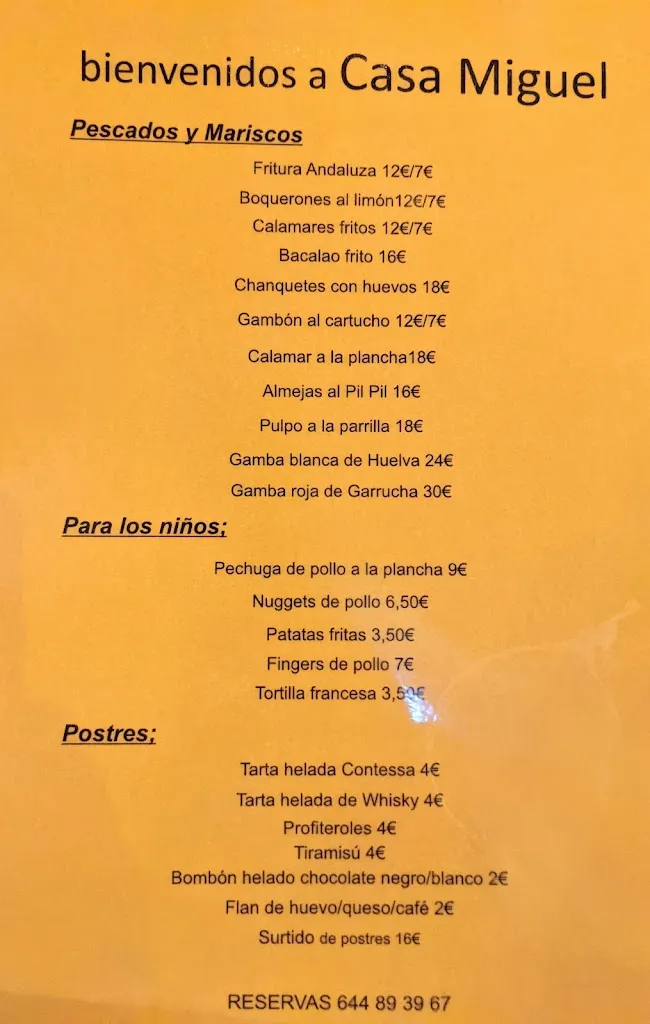 bienvenidos a Casa Miguel
Pescados y Mariscos
Fritura Andaluza 12€/7€
Boquerones al limón12€/7€
Calamares fritos 12€/7€
Bacalao frito 16€
Chanquetes con huevos 18€
Gambón al cartucho 12€/7€
Calamar a la plancha18€
Almejas al Pil Pil 16€
Pulpo a la parrilla 18€
Gamba blanca de Huelva 24€
Gamba roja de Garrucha 30€
Para los niños;
Pechuga de pollo a la plancha 9€
Nuggets de pollo 6,50€
Patatas fritas 3,50€
Fingers de pollo 7€
Tortilla francesa 3,50€
Postres;
Tarta helada Contessa 4€
Tarta helada de Whisky 4€
Profiteroles 4€
Tiramisú 4€
Bombón helado chocolate negro/blanco 2€
Flan de huevo/queso/café 2€
Surtido de postres 16€
RESERVAS 644 89 39 67